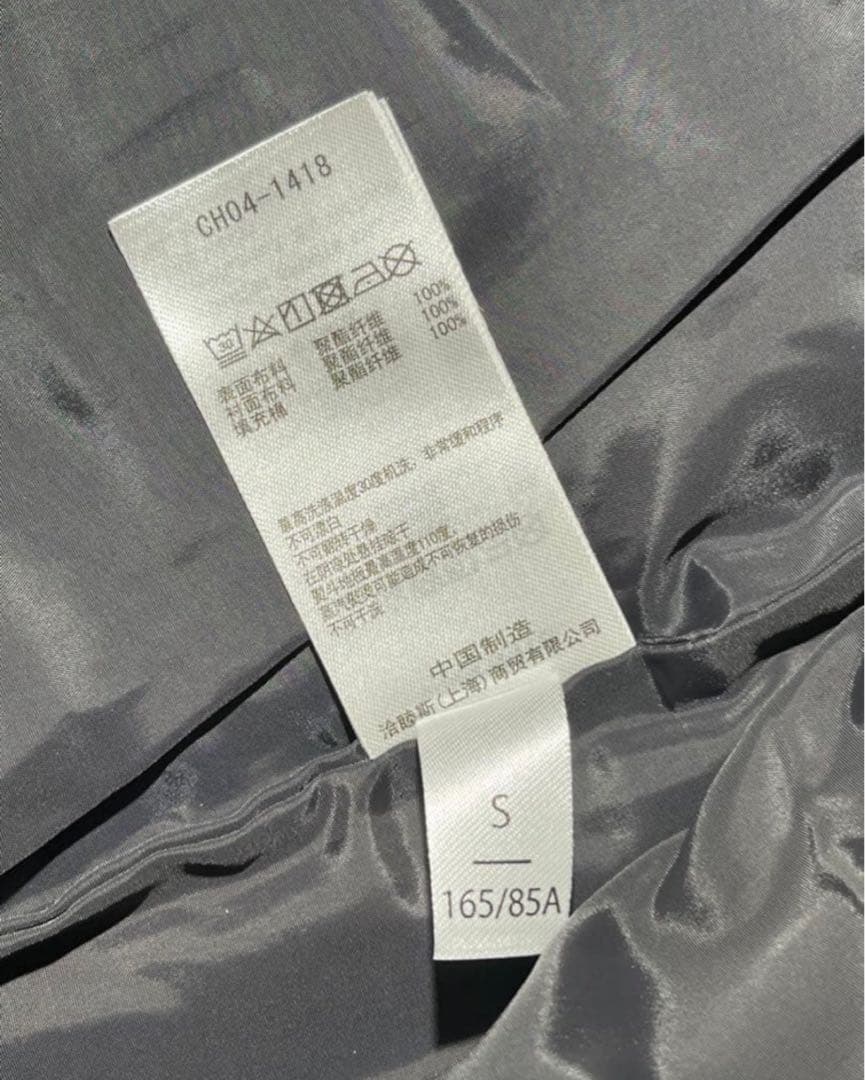 CH04-1418
30
表面布料 聚酯纤维 100%
衬面布料 聚酯纤维 100%
填充棉 聚酯纤维 100%
最高洗涤温度30度机洗，非常缓和程序
不可漂白
不可翻转干燥
在阴凉处悬挂晾干
熨斗地板最高温度110度，
蒸汽熨烫可能造成不可恢复的损伤
不可干洗
中国制造
洽睦斯(上海)商贸有限公司
S
165/85A